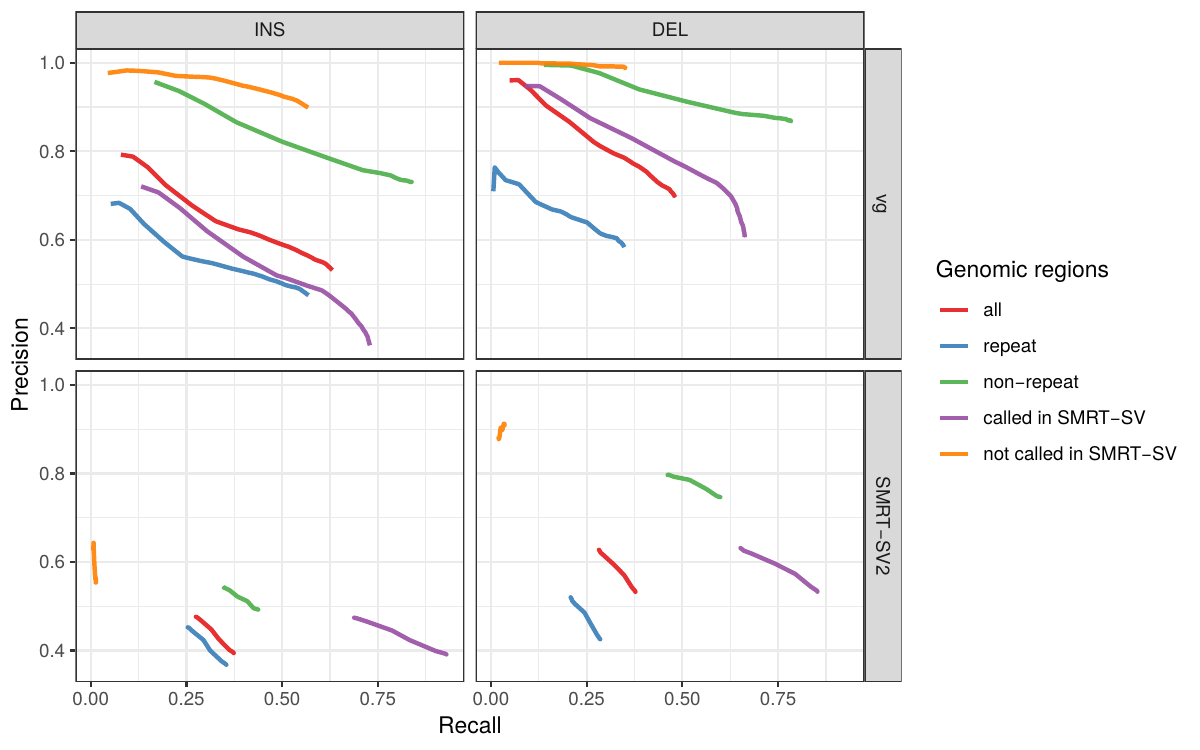 INS
DEL
1.0
0.8
0.6
0.4
vg
1.0
0.8
0.6
0.4
SMRT−SV2
0.00
0.25
0.50
0.75
0.00
0.25
0.50
0.75
Recall
Precision
Genomic regions
all
repeat
non−repeat
called in SMRT−SV
not called in SMRT−SV